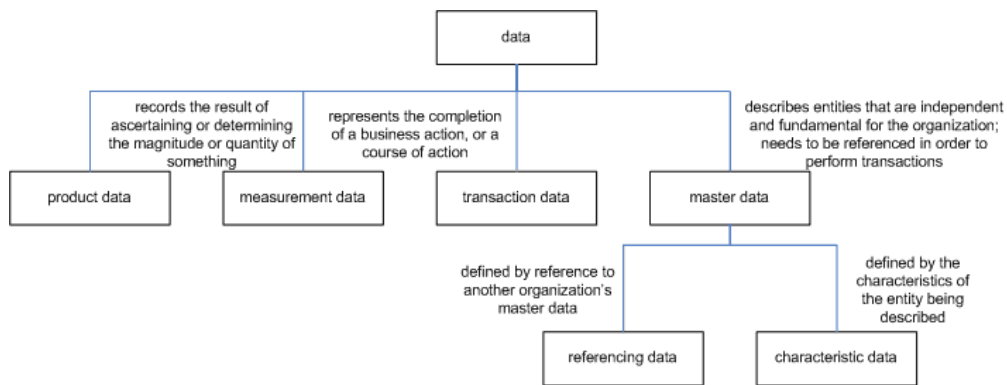 data
records the result of
ascertaining or determining
the magnitude or quantity of
something
represents the completion
of a business action, or a
course of action
describes entities that are independent
and fundamental for the organization;
needs to be referenced in order to
perform transactions
product data
measurement data
transaction data
master data
defined by reference to
another organization's
master data
defined by the
characteristics of
the entity being
described
referencing data
characteristic data